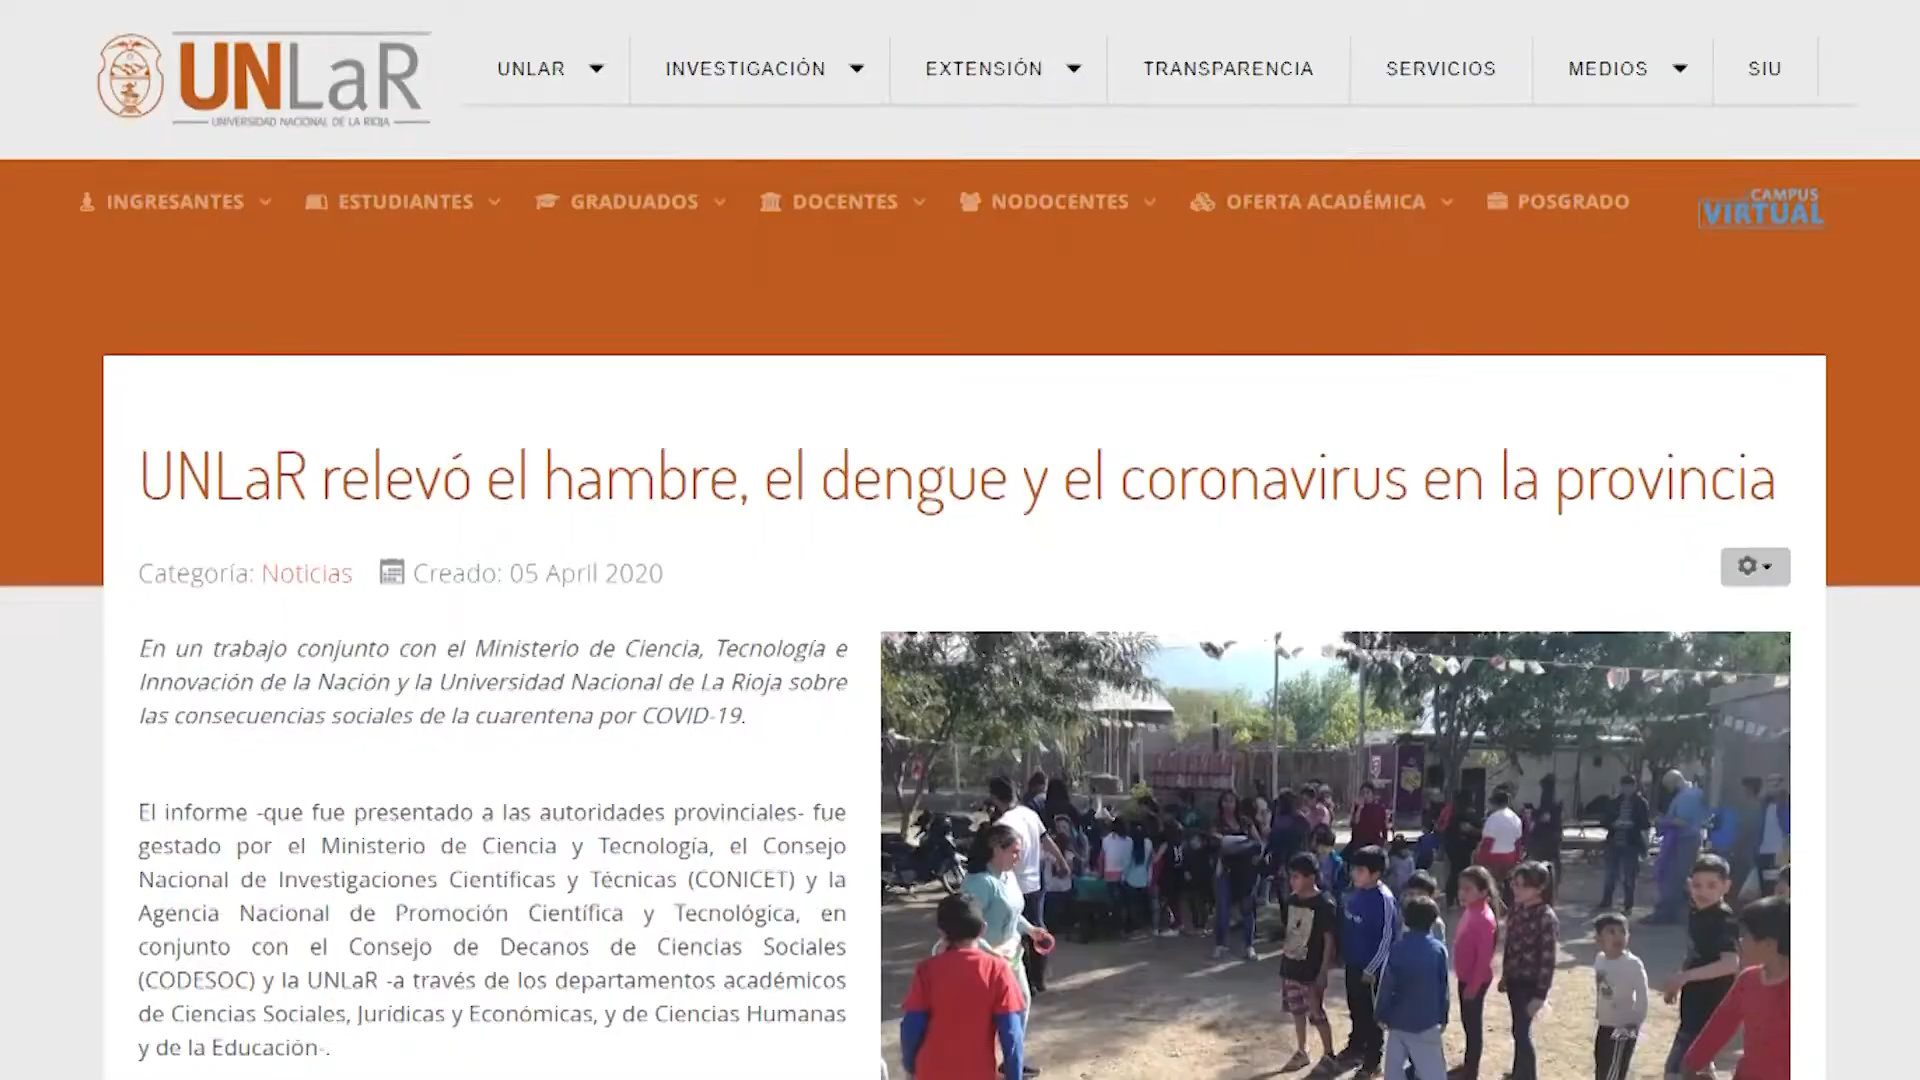 UNLaR
UNIVERSIDAD NACIONAL DE LA RIOJA
UNLAR INVESTIGACIÓN EXTENSIÓN TRANSPARENCIA SERVICIOS MEDIOS SIU
INGRESANTES ESTUDIANTES GRADUADOS DOCENTES NODOCENTES OFERTA ACADÉMICA POSGRADO
CAMPUS
VIRTUAL
UNLaR relevó el hambre, el dengue y el coronavirus en la provincia
Categoría: Noticias Creado: 05 April 2020
En un trabajo conjunto con el Ministerio de Ciencia, Tecnología e
Innovación de la Nación y la Universidad Nacional de La Rioja sobre
las consecuencias sociales de la cuarentena por COVID-19.
El informe -que fue presentado a las autoridades provinciales- fue
gestado por el Ministerio de Ciencia y Tecnología, el Consejo
Nacional de Investigaciones Científicas y Técnicas (CONICET) y la
Agencia Nacional de Promoción Científica y Tecnológica, en
conjunto con el Consejo de Decanos de Ciencias Sociales
(CODESOC) y la UNLaR -a través de los departamentos académicos
de Ciencias Sociales, Jurídicas y Económicas, y de Ciencias Humanas
y de la Educación-.